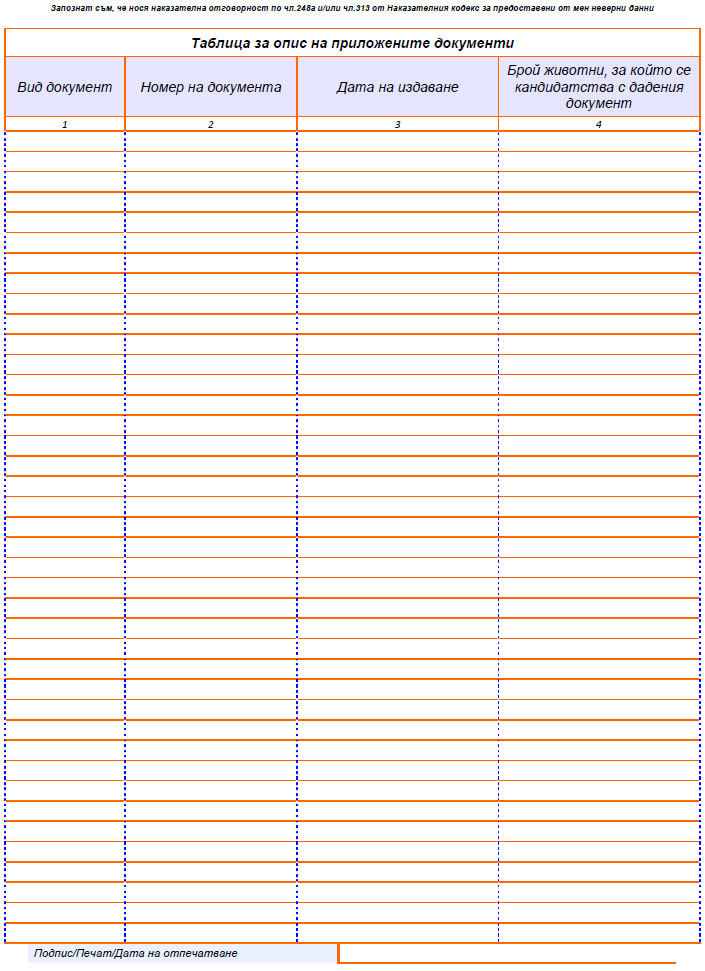 Запознат съм, че нося наказателна отговорност по чл.248а и/или чл.313 от Наказателния кодекс за предоставени от мен неверни данни
Таблица за опис на приложените документи
Вид документ
Номер на документа
Дата на издаване
Брой животни, за който се
кандидатства с дадения
документ
1
2
3
4
Подпис/Печат/Дата на отпечатване